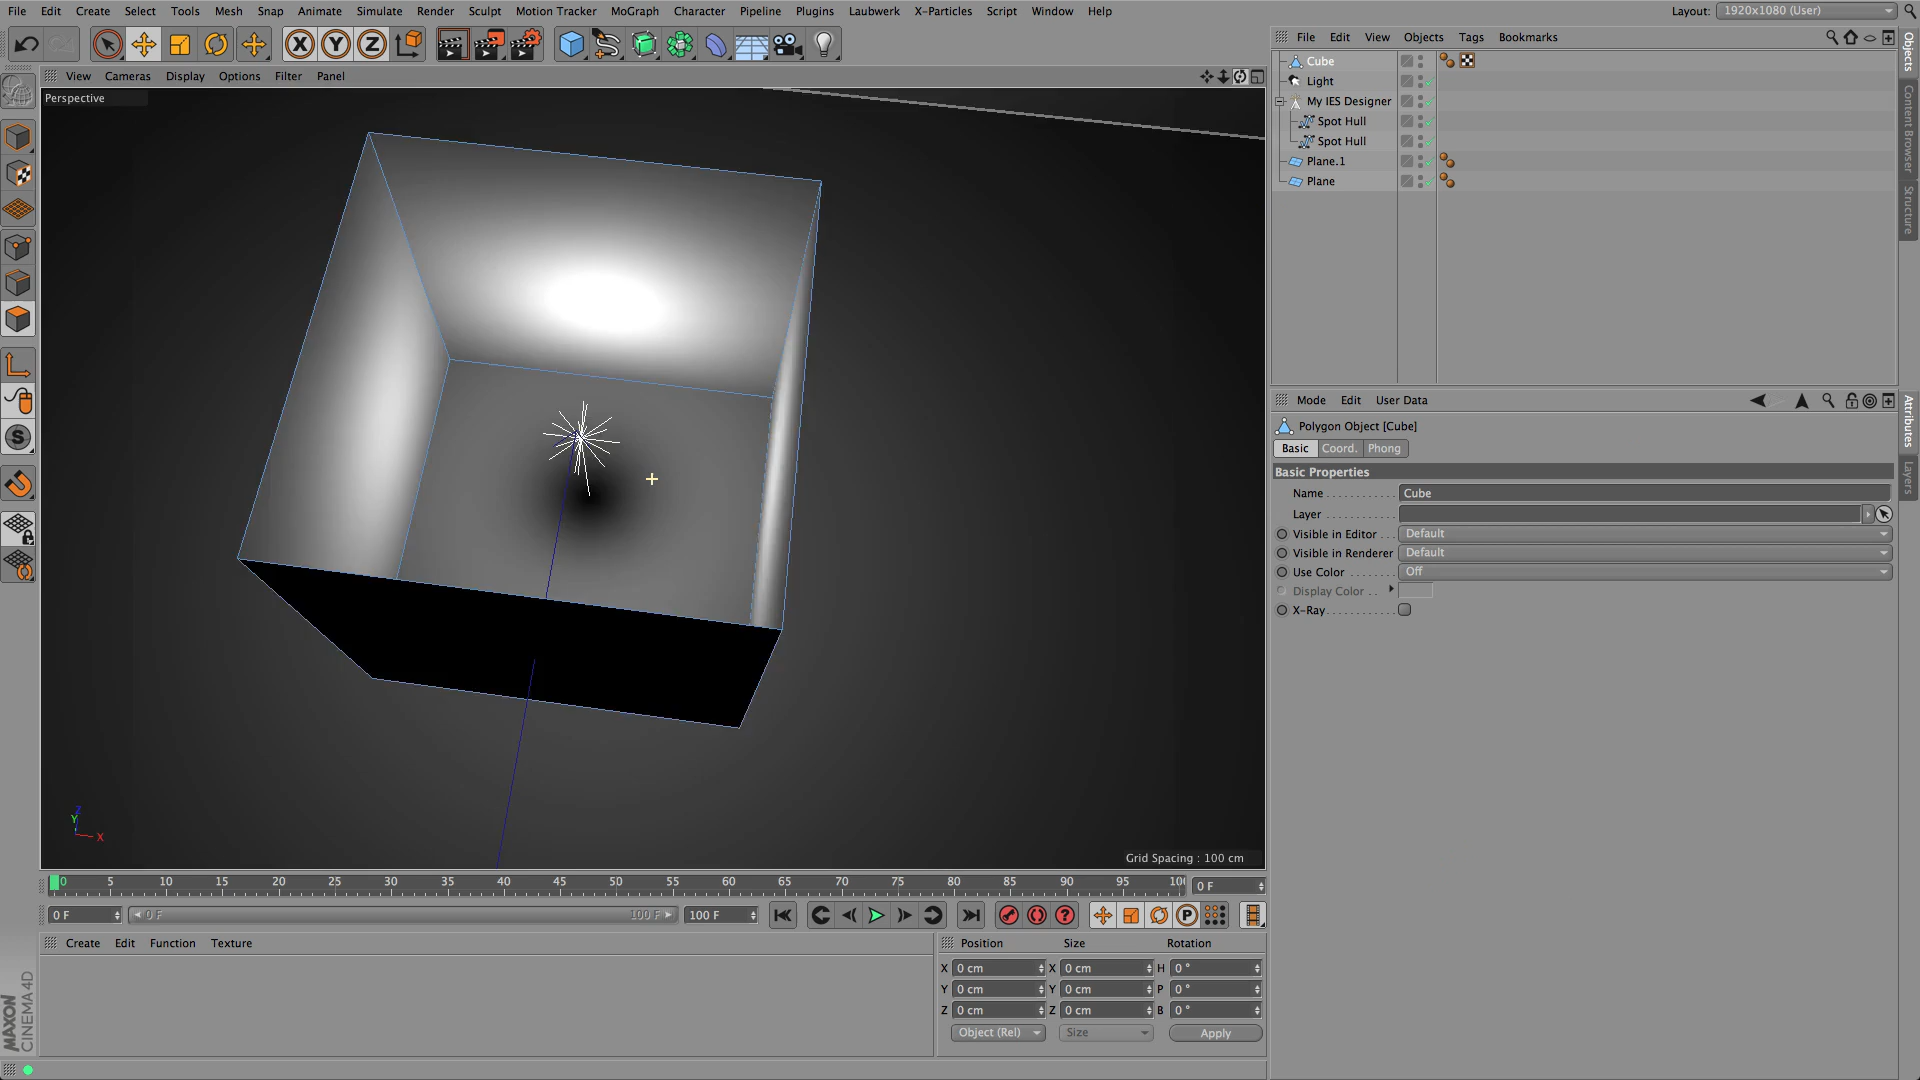 File Edit Create Select Tools Mesh Snap Animate Simulate Render Sculpt Motion Tracker MoGraph Character Pipeline Plugins Laubwerk X-Particles Script Window Help Layout: 1920x1080 (User)
X Y Z
File Edit View Objects Tags Bookmarks
View Cameras Display Options Filter Panel
Perspective
Cube
Light
My IES Designer
Spot Hull
Spot Hull
Plane.1
Plane
Objects
Content Browser
Structure
Mode Edit User Data
Polygon Object [Cube]
Basic Coord. Phong
Basic Properties
Name Cube
Layer
Visible in Editor Default
Visible in Renderer Default
Use Color Off
Display Color
X-Ray
Attributes
Layers
S
Z
Y
X
Grid Spacing : 100 cm
0 5 10 15 20 25 30 35 40 45 50 55 60 65 70 75 80 85 90 95 0 F
0 F 0 F 100 F 100 F ? P
Create Edit Function Texture
Position Size Rotation
X 0 cm X 0 cm H 0 °
Y 0 cm Y 0 cm P 0 °
Z 0 cm Z 0 cm B 0 °
Object (Rel) Size Apply
MAXON
CINEMA 4D